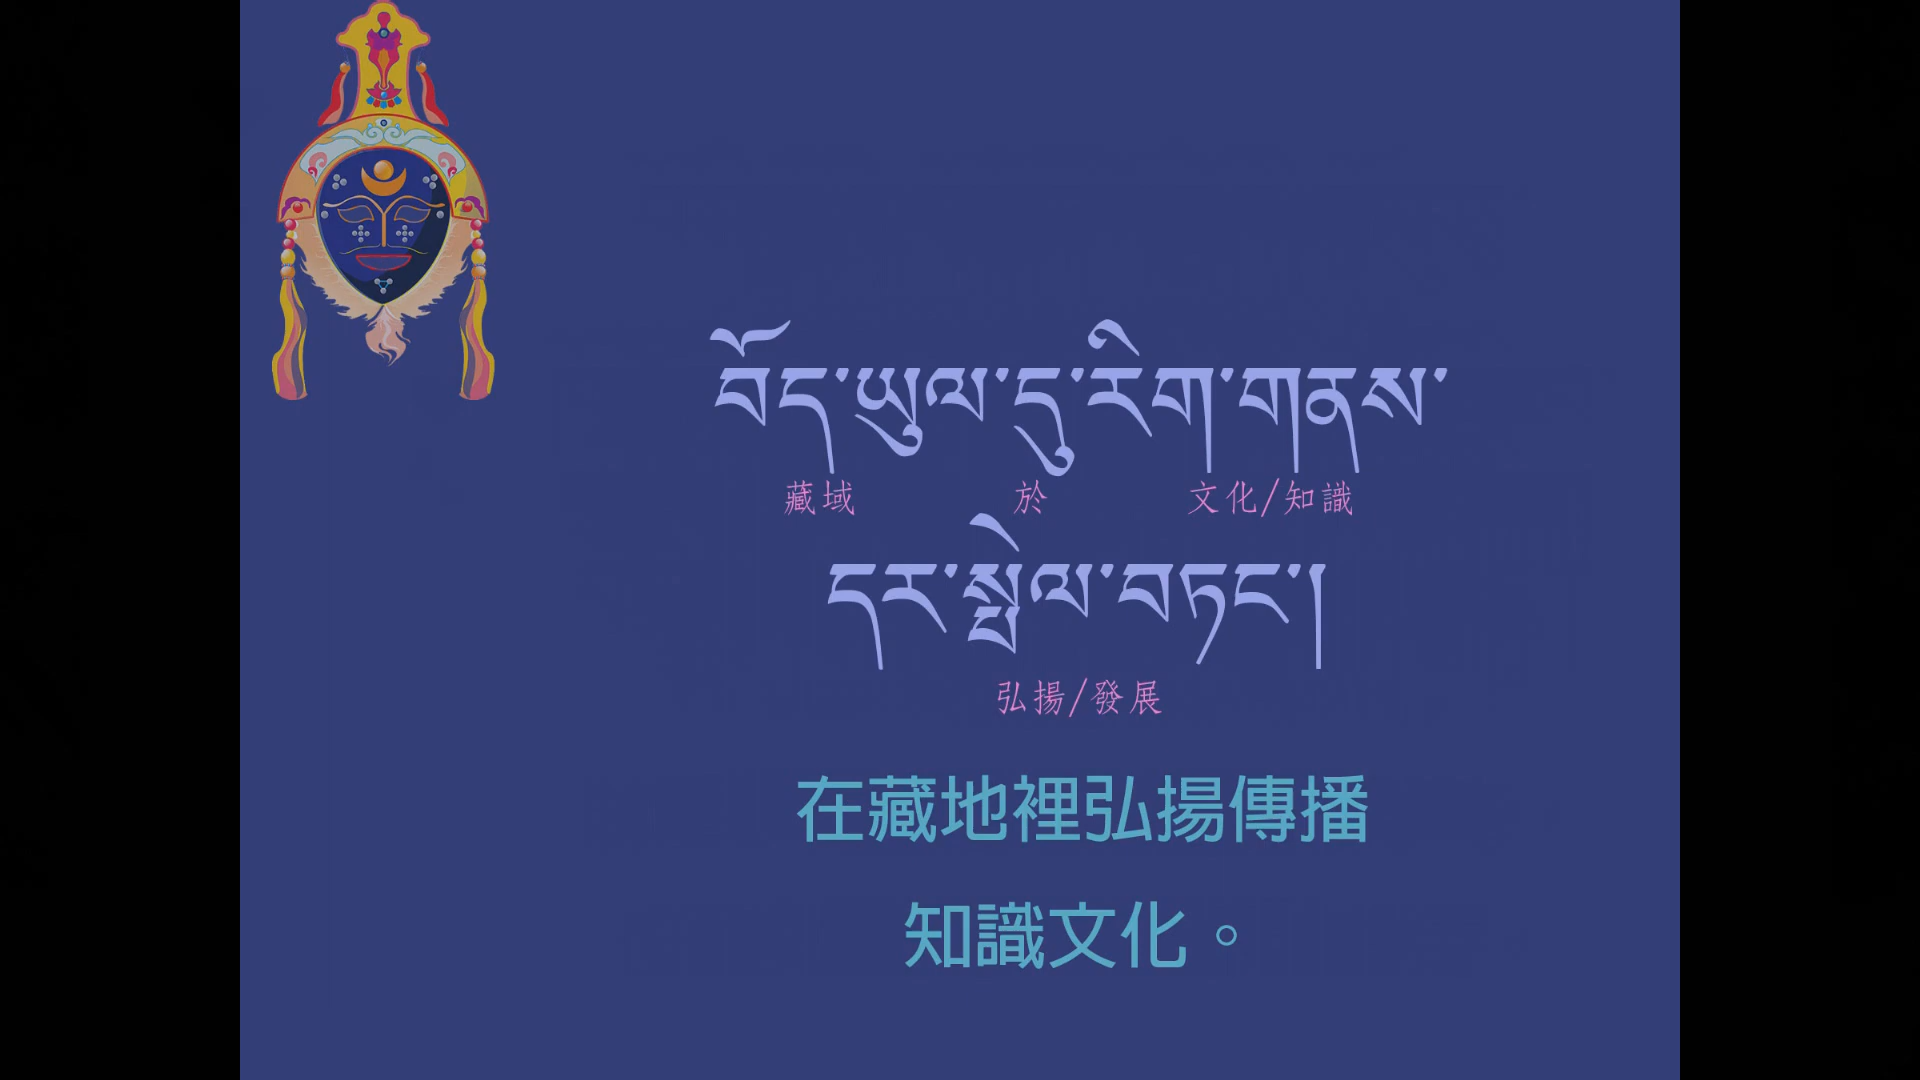 བོད་ཡུལ་དུ་རིག་གནས་
藏域 於 文化/知識
དར་སྤེལ་བཏང་།
弘揚/發展
在藏地裡弘揚傳播
知識文化。